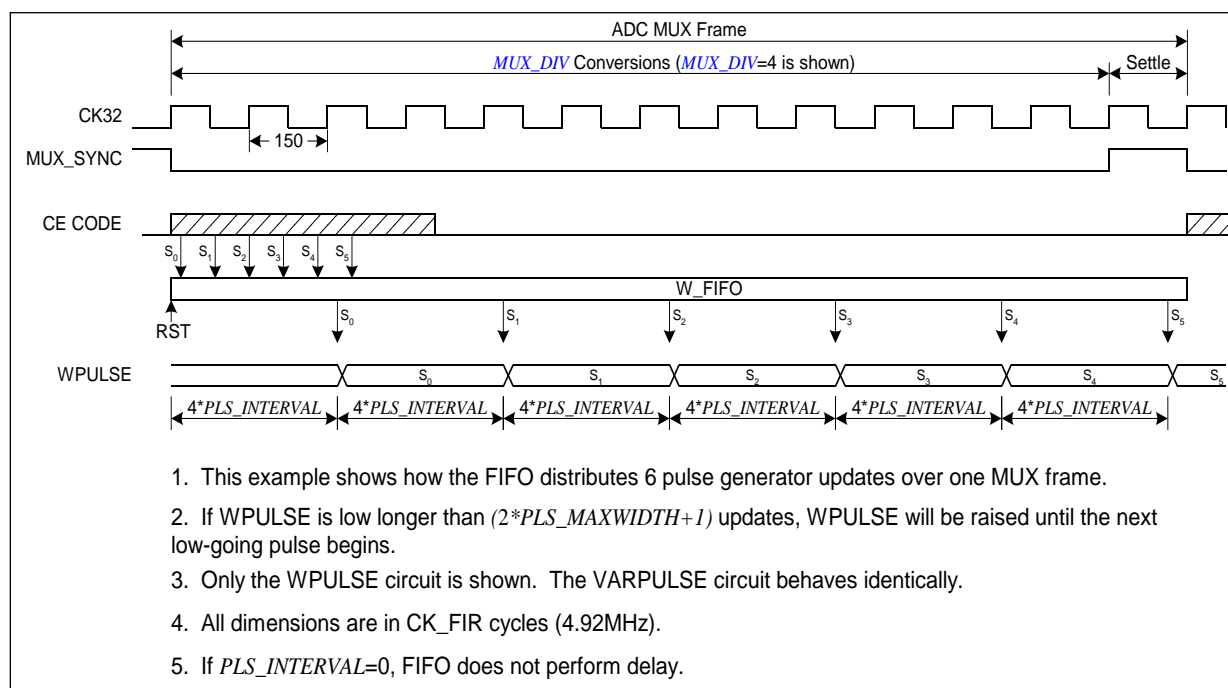 ADC MUX Frame
MUX_DIV Conversions (MUX_DIV=4 is shown)
Settle
CK32
150
MUX_SYNC
CE CODE
S0 S1 S2 S3 S4 S5
W_FIFO
RST
S0 S1 S2 S3 S4 S5
WPULSE
S0 S1 S2 S3 S4 S5
4*PLS_INTERVAL 4*PLS_INTERVAL 4*PLS_INTERVAL 4*PLS_INTERVAL 4*PLS_INTERVAL 4*PLS_INTERVAL
1. This example shows how the FIFO distributes 6 pulse generator updates over one MUX frame.
2. If WPULSE is low longer than (2*PLS_MAXWIDTH+1) updates, WPULSE will be raised until the next
low-going pulse begins.
3. Only the WPULSE circuit is shown. The VARPULSE circuit behaves identically.
4. All dimensions are in CK_FIR cycles (4.92MHz).
5. If PLS_INTERVAL=0, FIFO does not perform delay.